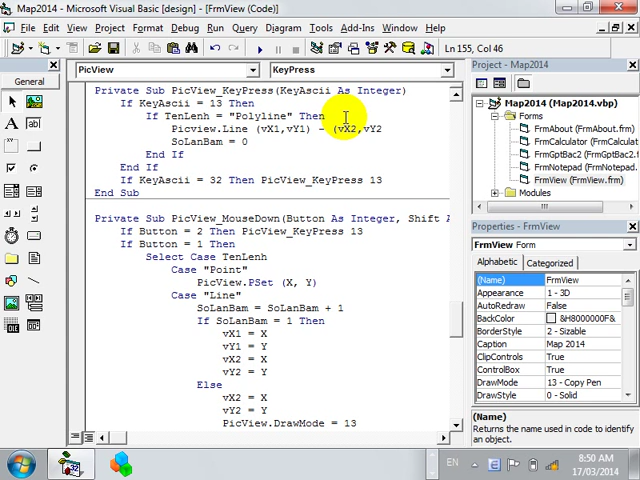 Map2014 - Microsoft Visual Basic [design] - [FrmView (Code)]
File Edit View Project Format Debug Run Query Diagram Tools Add-Ins Window Help
Ln 155, Col 46
General
PicView KeyPress
Private Sub PicView_KeyPress(KeyAscii As Integer)
If KeyAscii = 13 Then
If TenLenh = "Polyline" Then
Picview.Line (vX1,vY1) - (vX2,vY2
SoLanBam = 0
End If
End If
If KeyAscii = 32 Then PicView_KeyPress 13
End Sub
Private Sub PicView_MouseDown(Button As Integer, Shift A
If Button = 2 Then PicView_KeyPress 13
If Button = 1 Then
Select Case TenLenh
Case "Point"
PicView.PSet (X, Y)
Case "Line"
SoLanBam = SoLanBam + 1
If SoLanBam = 1 Then
vX1 = X
vY1 = Y
vX2 = X
vY2 = Y
Else
vX2 = X
vY2 = Y
PicView.DrawMode = 13
Project - Map2014
Map2014 (Map2014.vbp)
Forms
FrmAbout (FrmAbout.frm)
FrmCalculator (FrmCalculator.frm)
FrmGptBac2 (FrmGptBac2.frm)
FrmNotepad (FrmNotepad.frm)
FrmView (FrmView.frm)
Modules
Properties - FrmView
FrmView Form
Alphabetic Categorized
(Name) FrmView
Appearance 1 - 3D
AutoRedraw False
BackColor &H8000000F&
BorderStyle 2 - Sizable
Caption Map 2014
ClipControls True
ControlBox True
DrawMode 13 - Copy Pen
DrawStyle 0 - Solid
(Name)
Returns the name used in code to identify
an object.
EN
8:50 AM
17/03/2014